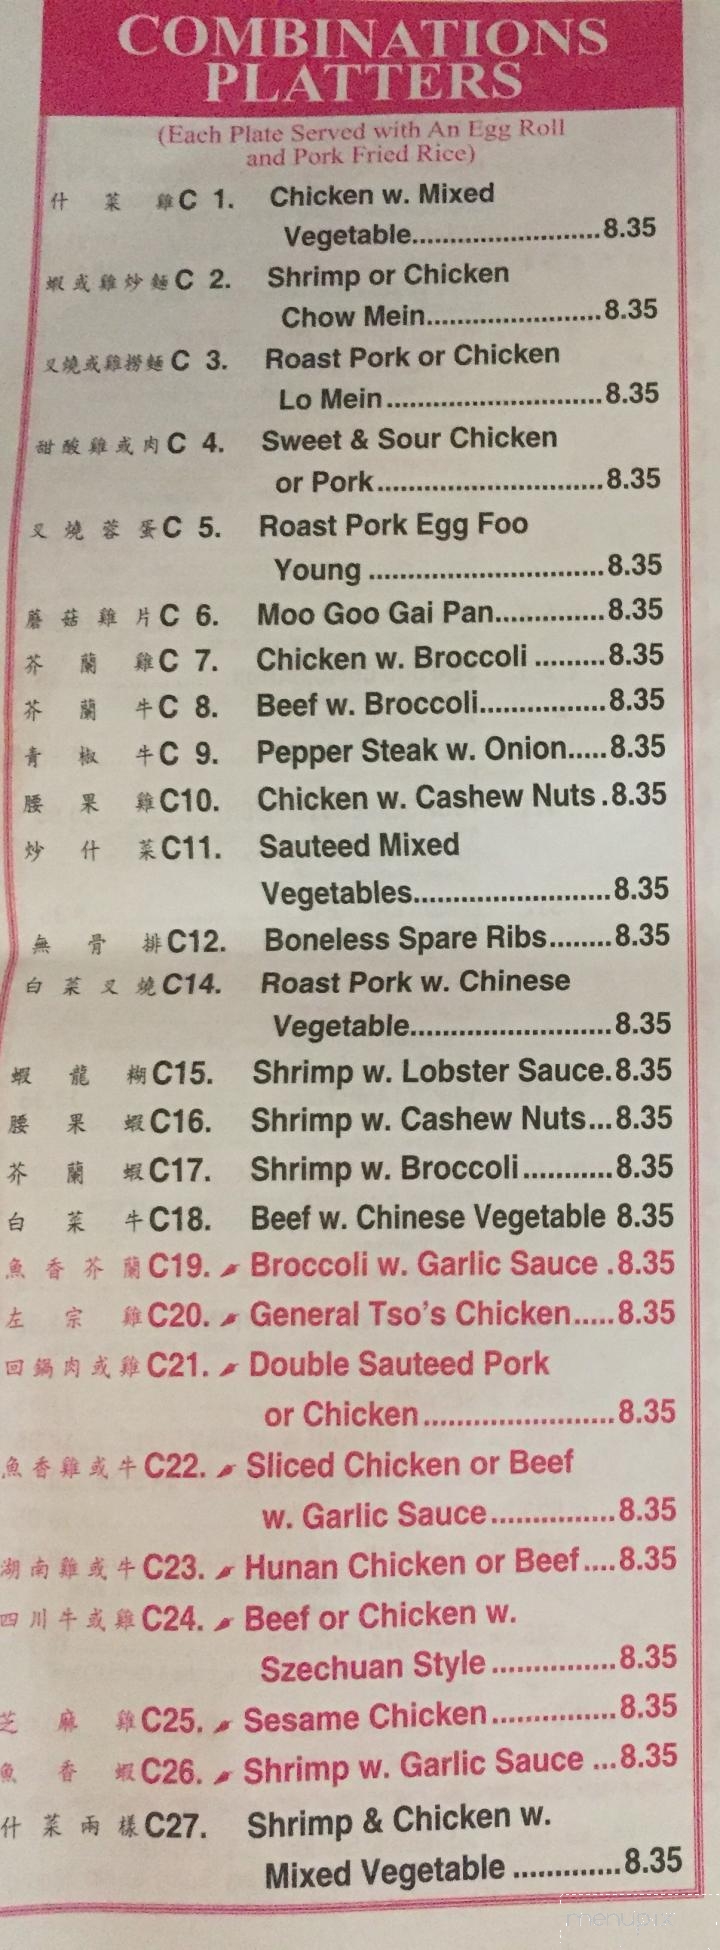 COMBINATIONS
PLATTERS
(Each Plate Served with An Egg Roll
and Pork Fried Rice)
什菜雞 C 1. Chicken w. Mixed
Vegetable..............................8.35
蝦或雞炒麵 C 2. Shrimp or Chicken
Chow Mein...........................8.35
叉燒或雞撈麵 C 3. Roast Pork or Chicken
Lo Mein.................................8.35
甜酸雞或肉 C 4. Sweet & Sour Chicken
or Pork..................................8.35
叉燒蓉蛋 C 5. Roast Pork Egg Foo
Young ...................................8.35
蘑菇雞片 C 6. Moo Goo Gai Pan................8.35
芥蘭雞 C 7. Chicken w. Broccoli .........8.35
芥蘭牛 C 8. Beef w. Broccoli.................8.35
青椒牛 C 9. Pepper Steak w. Onion.....8.35
腰果雞 C10. Chicken w. Cashew Nuts .8.35
炒什菜 C11. Sauteed Mixed
Vegetables............................8.35
無骨排 C12. Boneless Spare Ribs........8.35
白菜叉燒 C14. Roast Pork w. Chinese
Vegetable.............................8.35
蝦龍糊 C15. Shrimp w. Lobster Sauce.8.35
腰果蝦 C16. Shrimp w. Cashew Nuts...8.35
芥蘭蝦 C17. Shrimp w. Broccoli............8.35
白菜牛 C18. Beef w. Chinese Vegetable 8.35
魚香芥蘭 C19. Broccoli w. Garlic Sauce .8.35
左宗雞 C20. General Tso's Chicken.....8.35
回鍋肉或雞 C21. Double Sauteed Pork
or Chicken...........................8.35
魚香雞或牛 C22. Sliced Chicken or Beef
w. Garlic Sauce.................8.35
湖南雞或牛 C23. Hunan Chicken or Beef....8.35
四川牛或雞 C24. Beef or Chicken w.
Szechuan Style .................8.35
芝麻雞 C25. Sesame Chicken................8.35
魚香蝦 C26. Shrimp w. Garlic Sauce ...8.35
什菜兩樣 C27. Shrimp & Chicken w.
Mixed Vegetable ..............8.35
menupix